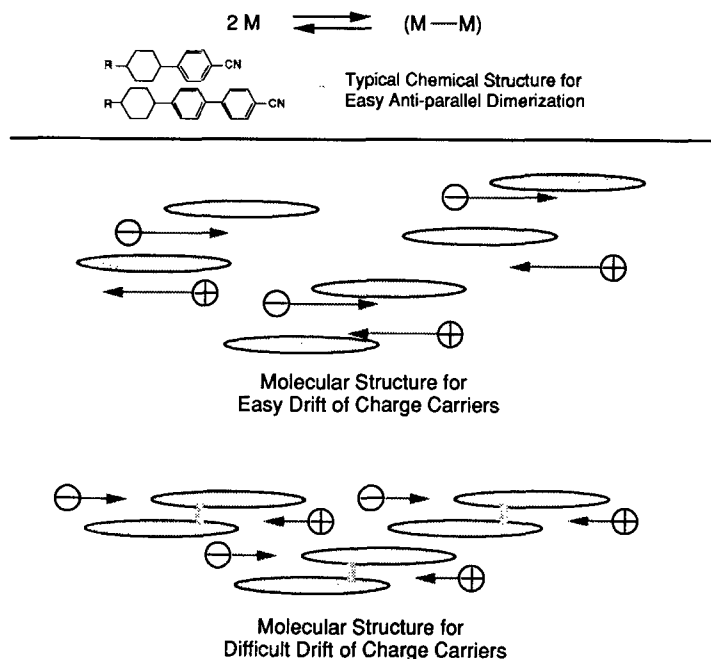 2 M (M — M)
R CN
R CN
Typical Chemical Structure for
Easy Anti-parallel Dimerization
Molecular Structure for
Easy Drift of Charge Carriers
Molecular Structure for
Difficult Drift of Charge Carriers